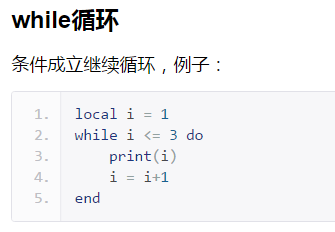 while循环
条件成立继续循环，例子：
1. local i = 1
2. while i <= 3 do
3.     print(i)
4.     i = i+1
5. end